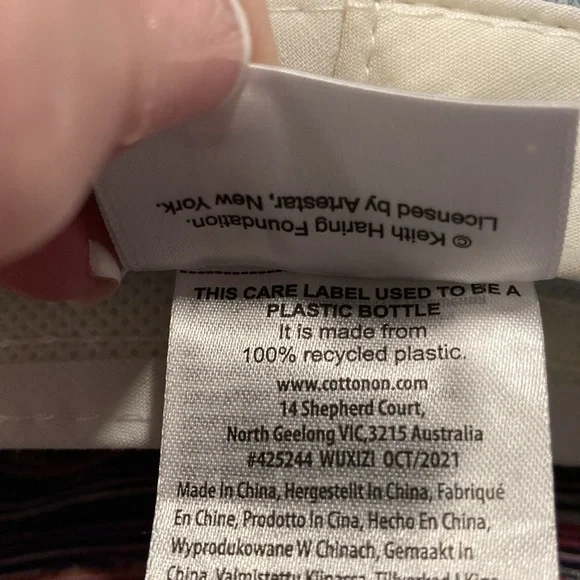 © Keith Haring Foundation.
Licensed by Artestar, New York.
THIS CARE LABEL USED TO BE A
PLASTIC BOTTLE
It is made from
100% recycled plastic.
www.cottonon.com
14 Shepherd Court,
North Geelong VIC,3215 Australia
#425244 WUXIZI OCT/2021
Made In China, Hergestellt In China, Fabriqué
En Chine, Prodotto In Cina, Hecho En China,
Wyprodukowane W Chinach, Gemaakt In
China, Valmistettu Kiinassa,